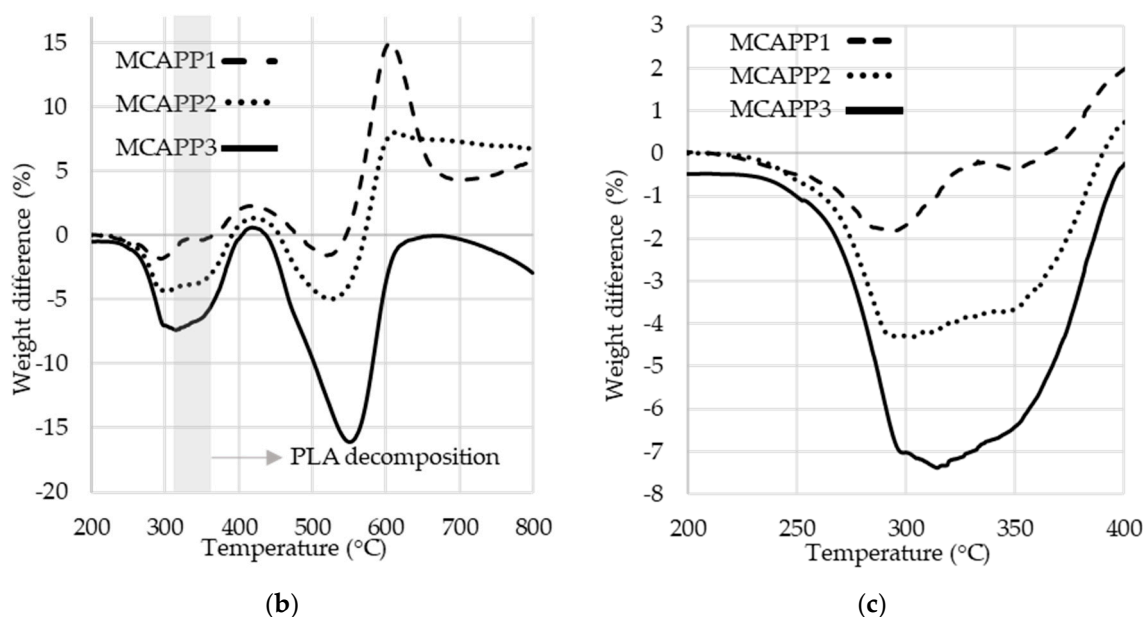 15
10
5
0
-5
-10
-15
-20
Weight difference (%)
MCAPP1
MCAPP2
MCAPP3
PLA decomposition
200 300 400 500 600 700 800
Temperature (°C)
(b)
3
2
1
0
-1
-2
-3
-4
-5
-6
-7
-8
Weight difference (%)
MCAPP1
MCAPP2
MCAPP3
200 250 300 350 400
Temperature (°C)
(c)